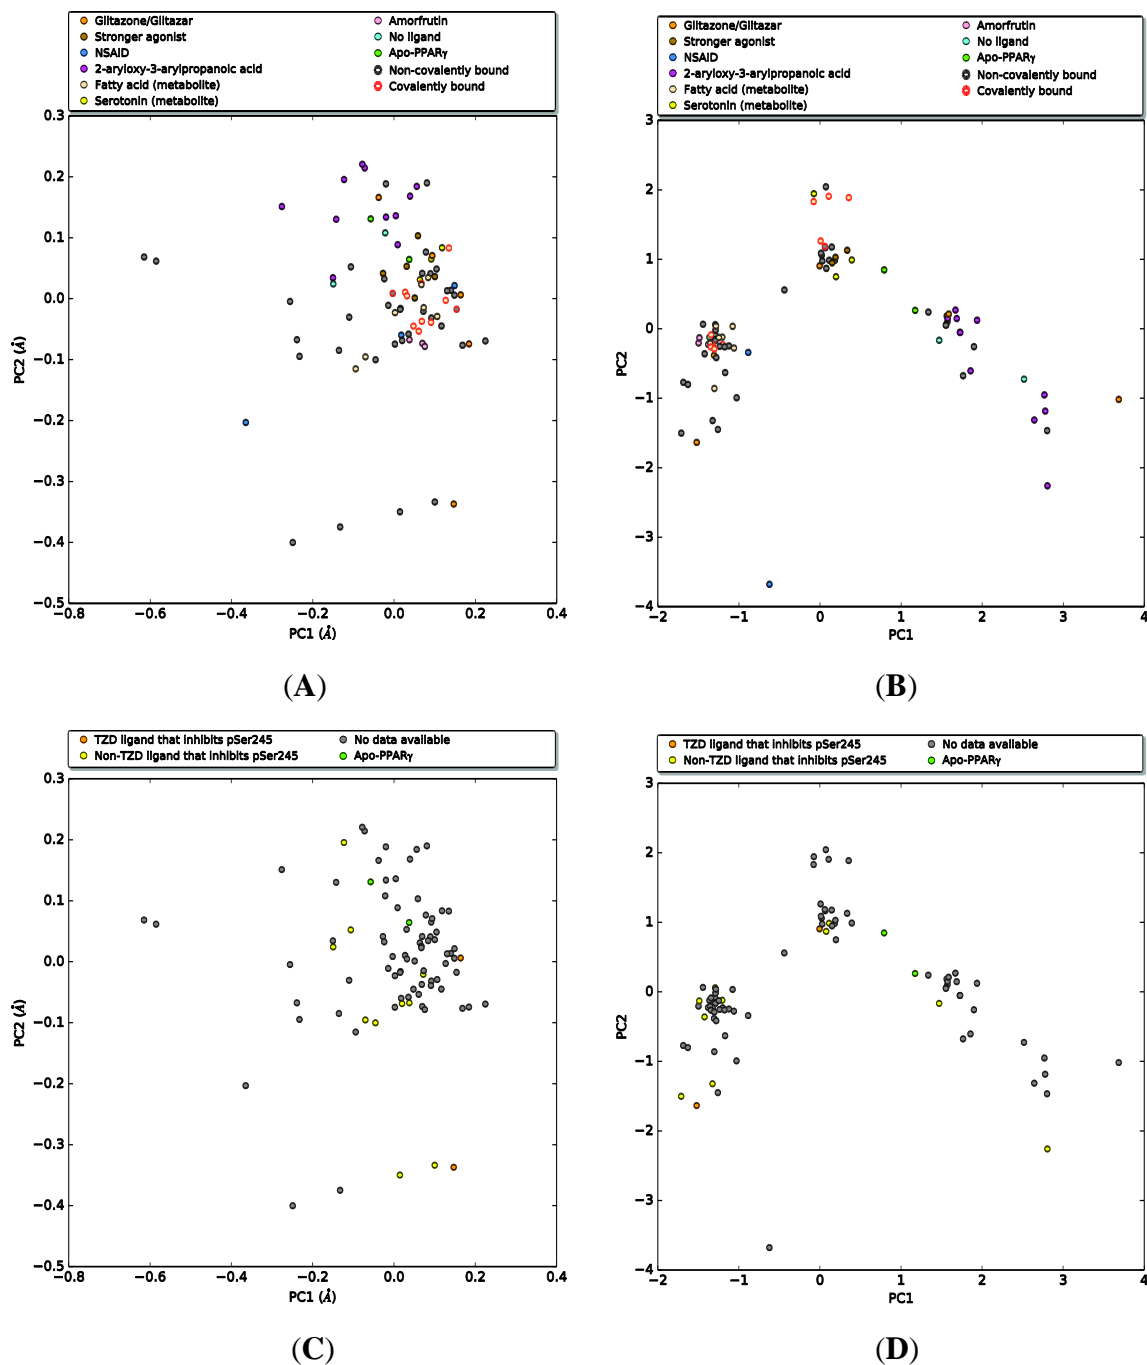 Glitazone/Glitazar
Stronger agonist
NSAID
2-aryloxy-3-arylpropanoic acid
Fatty acid (metabolite)
Serotonin (metabolite)
Amorfrutin
No ligand
Apo-PPARγ
Non-covalently bound
Covalently bound
0.3
0.2
0.1
0.0
−0.1
−0.2
−0.3
−0.4
−0.5
PC2 (Å)
−0.8
−0.6
−0.4
−0.2
0.0
0.2
0.4
PC1 (Å)
(A)
Glitazone/Glitazar
Stronger agonist
NSAID
2-aryloxy-3-arylpropanoic acid
Fatty acid (metabolite)
Serotonin (metabolite)
Amorfrutin
No ligand
Apo-PPARγ
Non-covalently bound
Covalently bound
3
2
1
0
−1
−2
−3
−4
PC2
−2
−1
0
1
2
3
4
PC1
(B)
TZD ligand that inhibits pSer245
Non-TZD ligand that inhibits pSer245
No data available
Apo-PPARγ
0.3
0.2
0.1
0.0
−0.1
−0.2
−0.3
−0.4
−0.5
PC2 (Å)
−0.8
−0.6
−0.4
−0.2
0.0
0.2
0.4
PC1 (Å)
(C)
TZD ligand that inhibits pSer245
Non-TZD ligand that inhibits pSer245
No data available
Apo-PPARγ
3
2
1
0
−1
−2
−3
−4
PC2
−2
−1
0
1
2
3
4
PC1
(D)